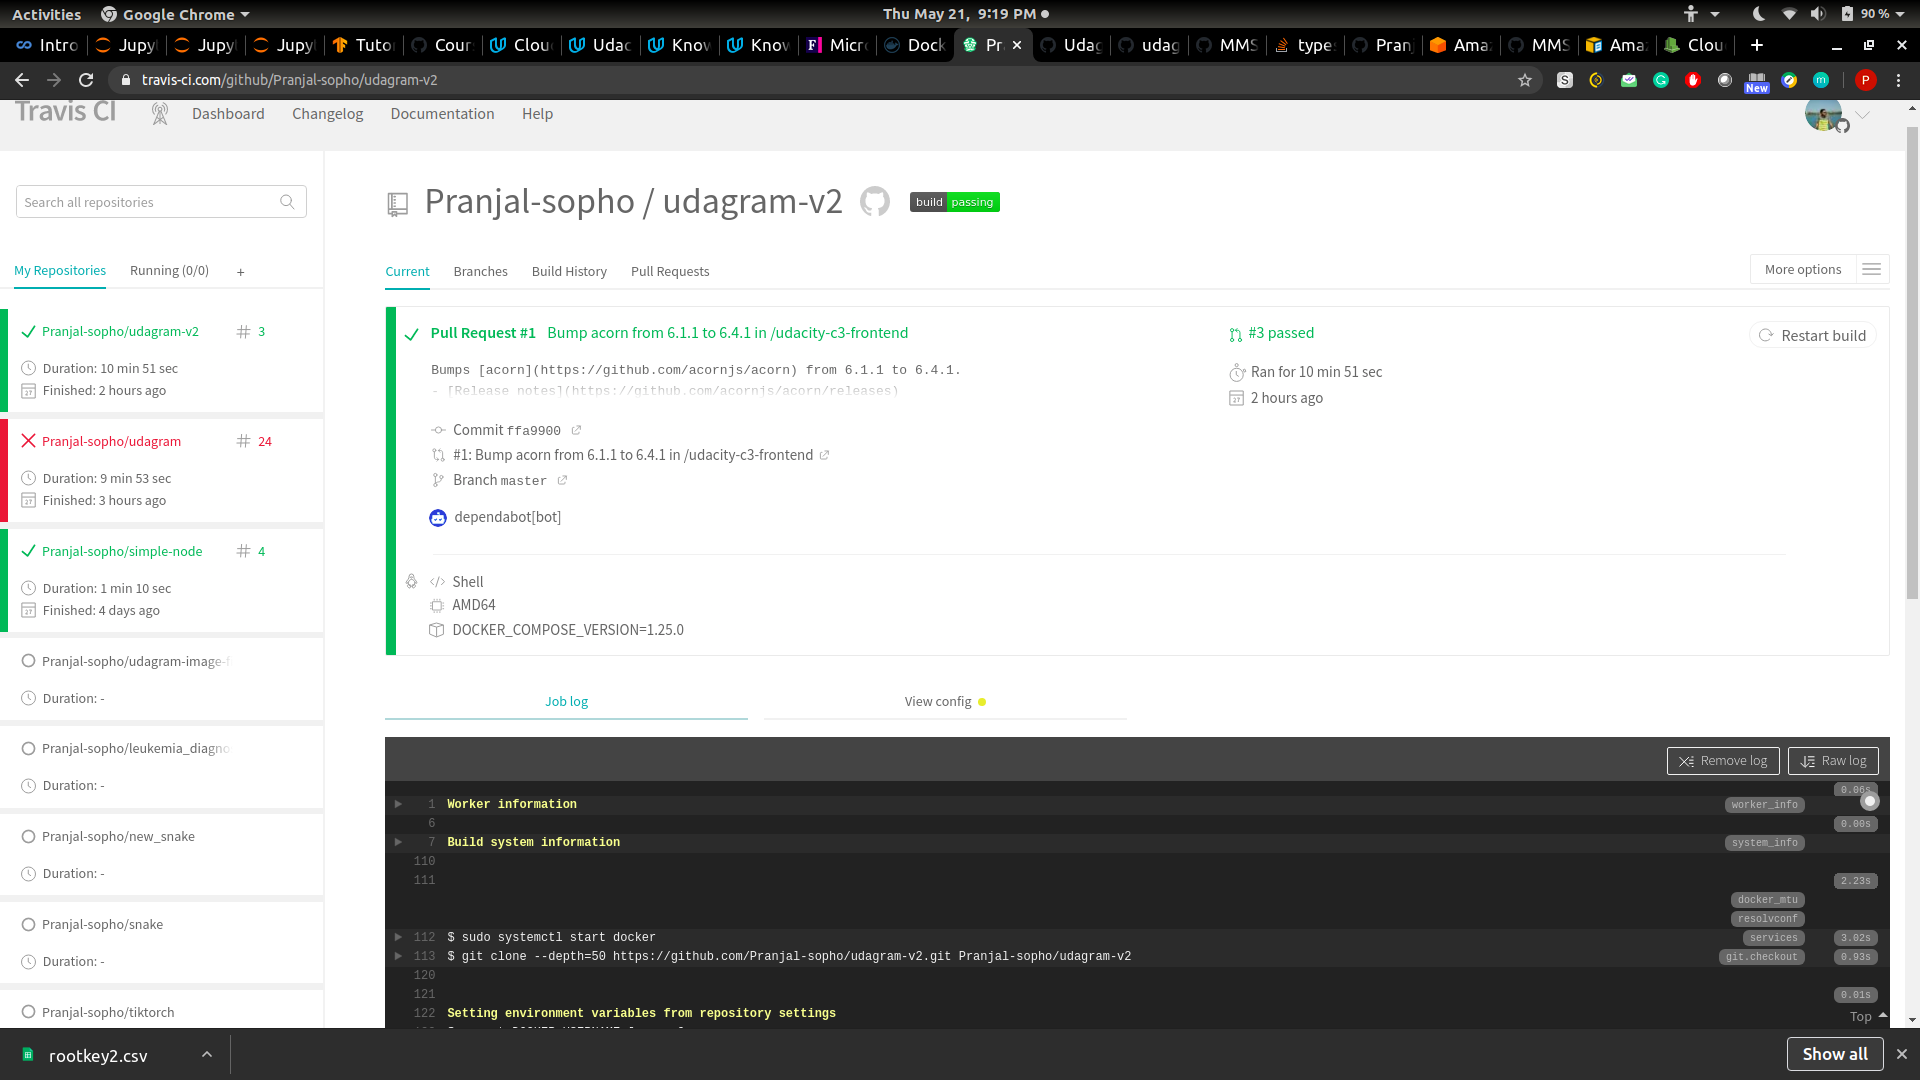 Activities Google Chrome Thu May 21, 9:19 PM 90 %
Intro Jupy Jupy Jupy Tuto Cour Clou Udac Know Know Micr Dock Pr Udag udag MMS type Pranj Amaz MMS Amaz Clou
travis-ci.com/github/Pranjal-sopho/udagram-v2 New P
Travis CI Dashboard Changelog Documentation Help
Search all repositories
Pranjal-sopho / udagram-v2 build passing
My Repositories Running (0/0) +
Current Branches Build History Pull Requests More options
Pranjal-sopho/udagram-v2 # 3
Duration: 10 min 51 sec
Finished: 2 hours ago
Pranjal-sopho/udagram # 24
Duration: 9 min 53 sec
Finished: 3 hours ago
Pranjal-sopho/simple-node # 4
Duration: 1 min 10 sec
Finished: 4 days ago
Pranjal-sopho/udagram-image-f
Duration: -
Pranjal-sopho/leukemia_diagno
Duration: -
Pranjal-sopho/new_snake
Duration: -
Pranjal-sopho/snake
Duration: -
Pranjal-sopho/tiktorch
Pull Request #1 Bump acorn from 6.1.1 to 6.4.1 in /udacity-c3-frontend
Bumps [acorn](https://github.com/acornjs/acorn) from 6.1.1 to 6.4.1.
- [Release notes](https://github.com/acornjs/acorn/releases)
Commit ffa9900
#1: Bump acorn from 6.1.1 to 6.4.1 in /udacity-c3-frontend
Branch master
dependabot[bot]
#3 passed
Ran for 10 min 51 sec
2 hours ago
Restart build
Shell
AMD64
DOCKER_COMPOSE_VERSION=1.25.0
Job log View config
Remove log Raw log
0.06s
1 Worker information worker_info
6 0.00s
7 Build system information system_info
110
111 2.23s
docker_mtu
resolvconf
112 $ sudo systemctl start docker services 3.02s
113 $ git clone --depth=50 https://github.com/Pranjal-sopho/udagram-v2.git Pranjal-sopho/udagram-v2 git.checkout 0.93s
120
121 0.01s
122 Setting environment variables from repository settings
Top
rootkey2.csv Show all